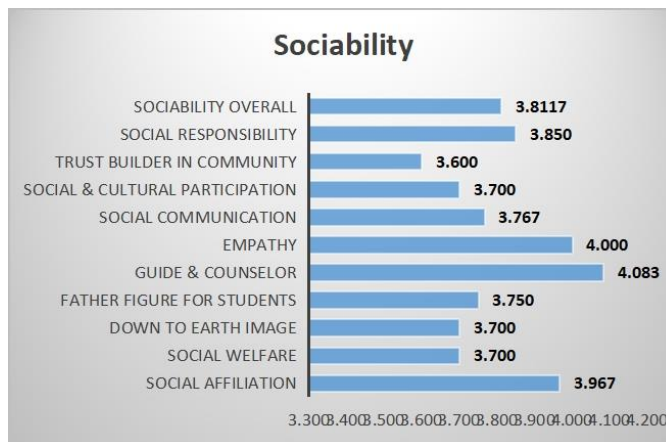 Sociability
SOCIABILITY OVERALL 3.8117
SOCIAL RESPONSIBILITY 3.850
TRUST BUILDER IN COMMUNITY 3.600
SOCIAL & CULTURAL PARTICIPATION 3.700
SOCIAL COMMUNICATION 3.767
EMPATHY 4.000
GUIDE & COUNSELOR 4.083
FATHER FIGURE FOR STUDENTS 3.750
DOWN TO EARTH IMAGE 3.700
SOCIAL WELFARE 3.700
SOCIAL AFFILIATION 3.967
3.300 3.400 3.500 3.600 3.700 3.800 3.900 4.000 4.100 4.200